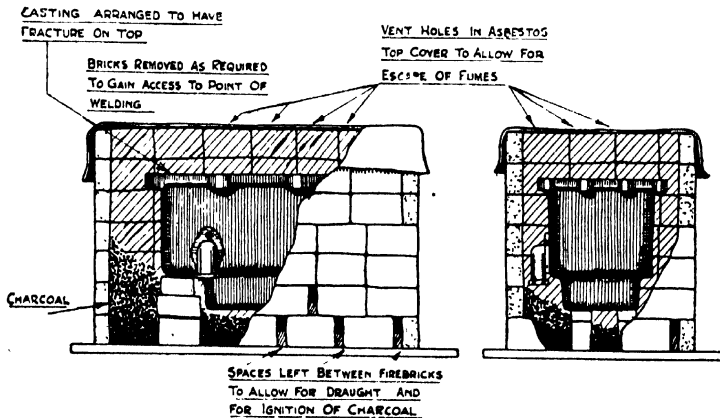 CASTING ARRANGED TO HAVE
FRACTURE ON TOP
BRICKS REMOVED AS REQUIRED
TO GAIN ACCESS TO POINT OF
WELDING
VENT HOLES IN ASBESTOS
TOP COVER TO ALLOW FOR
ESCAPE OF FUMES
CHARCOAL
SPACES LEFT BETWEEN FIREBRICKS
TO ALLOW FOR DRAUGHT AND
FOR IGNITION OF CHARCOAL